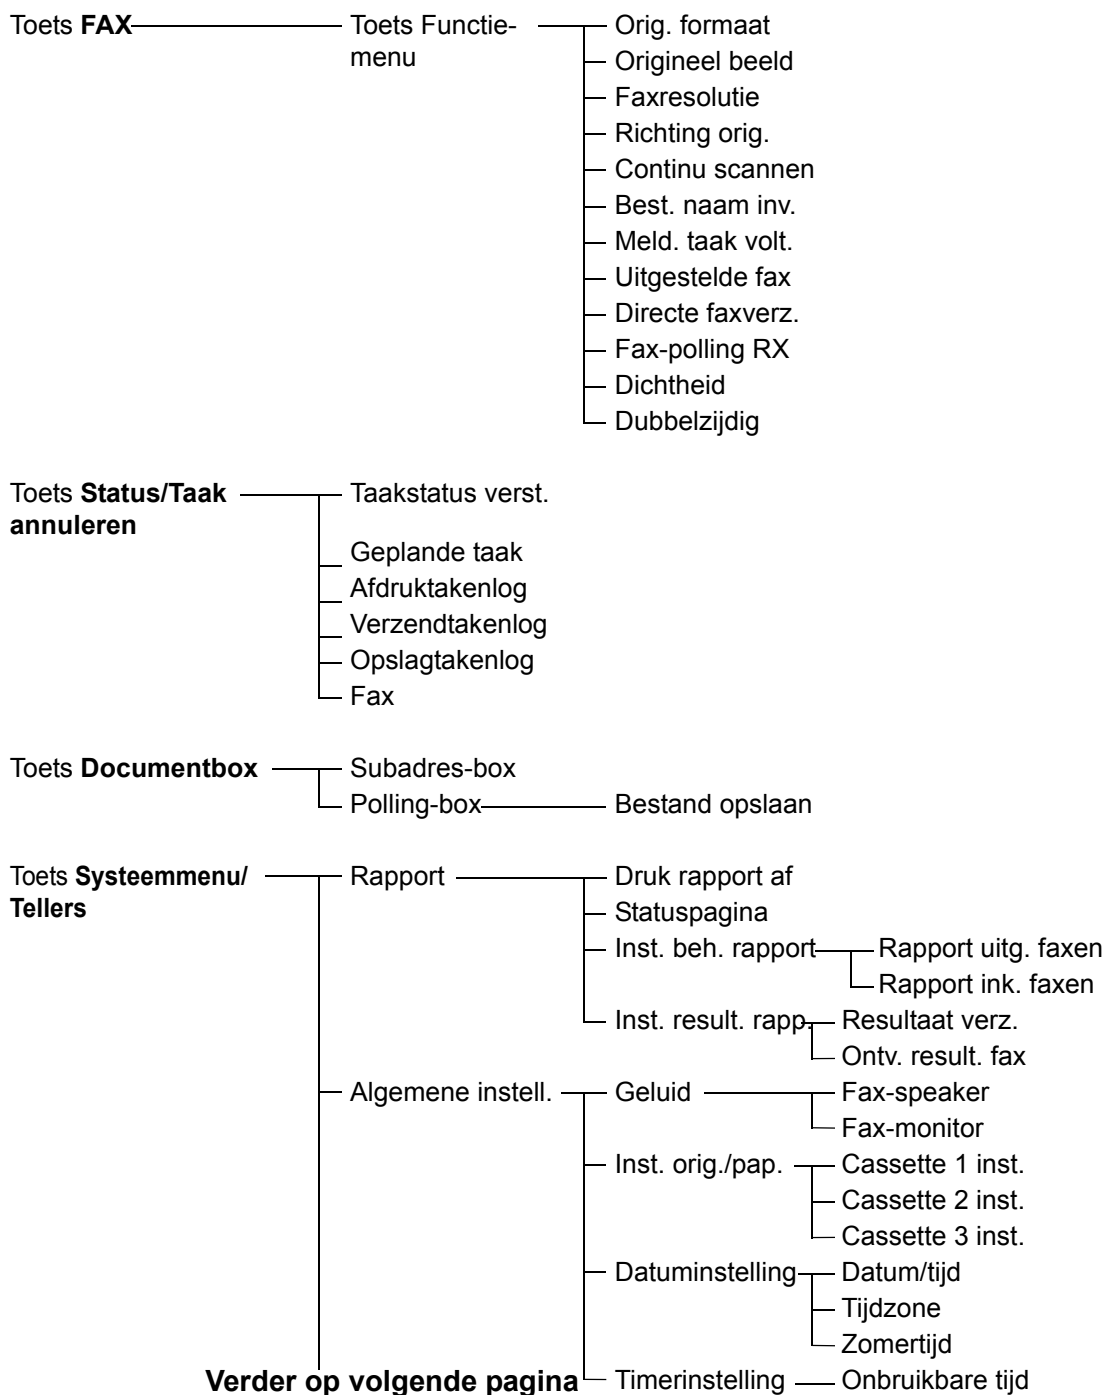 Toets FAX
Toets Functie-
menu
Orig. formaat
Origineel beeld
Faxresolutie
Richting orig.
Continu scannen
Best. naam inv.
Meld. taak volt.
Uitgestelde fax
Directe faxverz.
Fax-polling RX
Dichtheid
Dubbelzijdig
Toets Status/Taak
annuleren
Taakstatus verst.
Geplande taak
Afdruktakenlog
Verzendtakenlog
Opslagtakenlog
Fax
Toets Documentbox
Subadres-box
Polling-box
Bestand opslaan
Toets Systeemmenu/
Tellers
Rapport
Druk rapport af
Statuspagina
Inst. beh. rapport
Rapport uitg. faxen
Rapport ink. faxen
Inst. result. rapp.
Resultaat verz.
Ontv. result. fax
Algemene instell.
Geluid
Fax-speaker
Fax-monitor
Inst. orig./pap.
Cassette 1 inst.
Cassette 2 inst.
Cassette 3 inst.
Datuminstelling
Datum/tijd
Tijdzone
Zomertijd
Timerinstelling
Onbruikbare tijd
Verder op volgende pagina